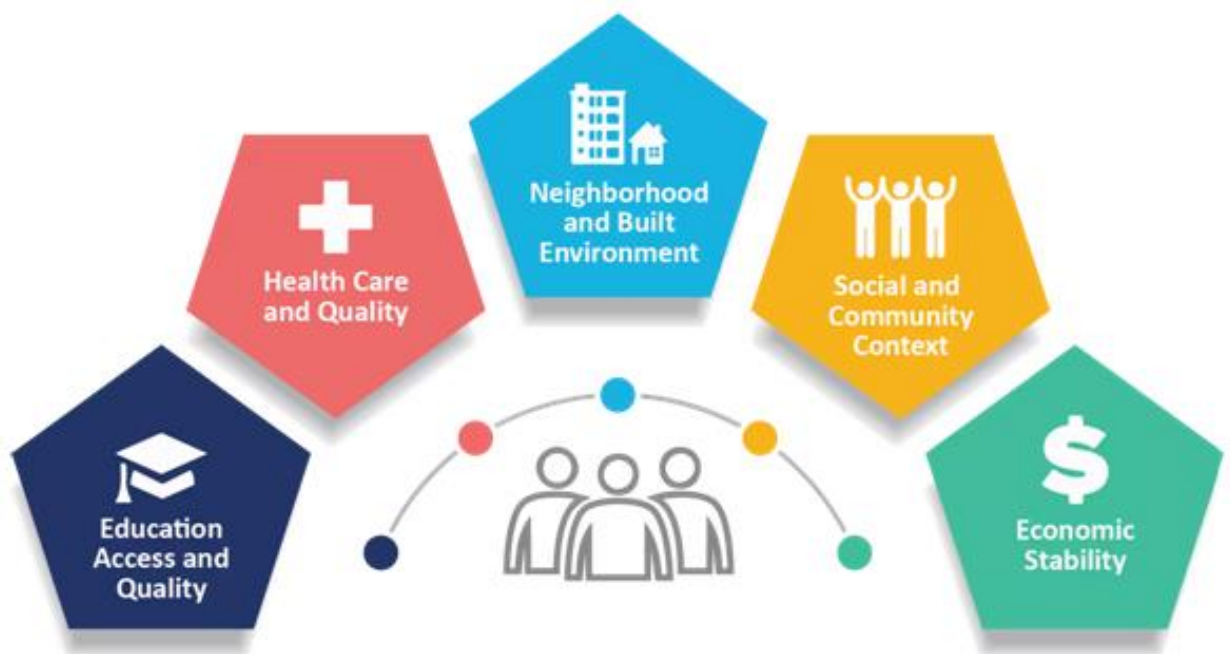 Neighborhood
and Built
Environment
Health Care
and Quality
Social and
Community
Context
Education
Access and
Quality
$
Economic
Stability